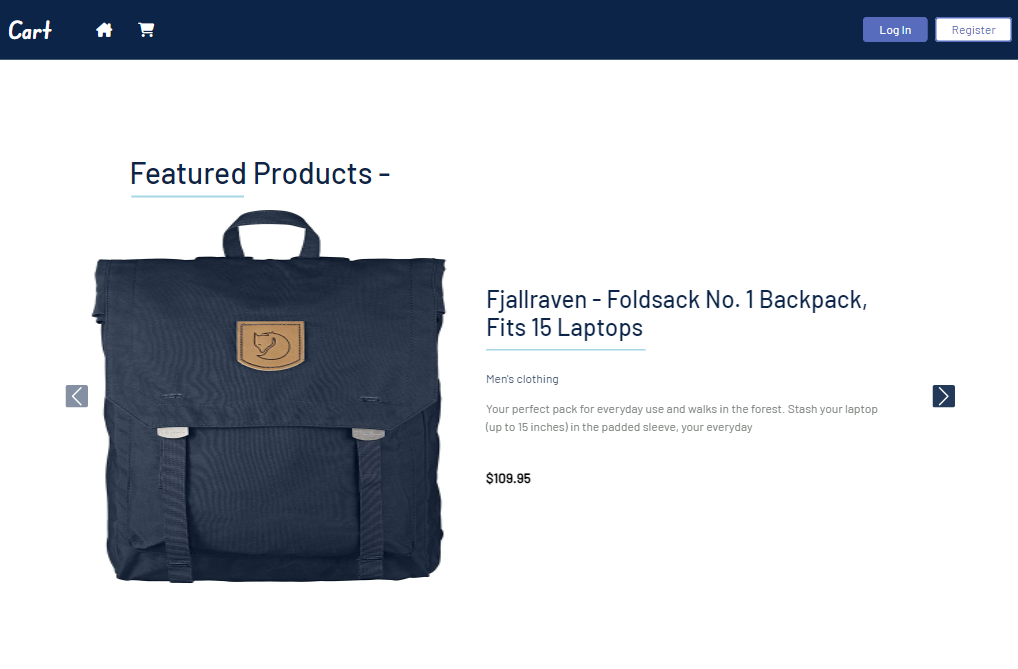 Cart
Log In
Register
Featured Products -
Fjallraven - Foldsack No. 1 Backpack,
Fits 15 Laptops
Men's clothing
Your perfect pack for everyday use and walks in the forest. Stash your laptop
(up to 15 inches) in the padded sleeve, your everyday
$109.95